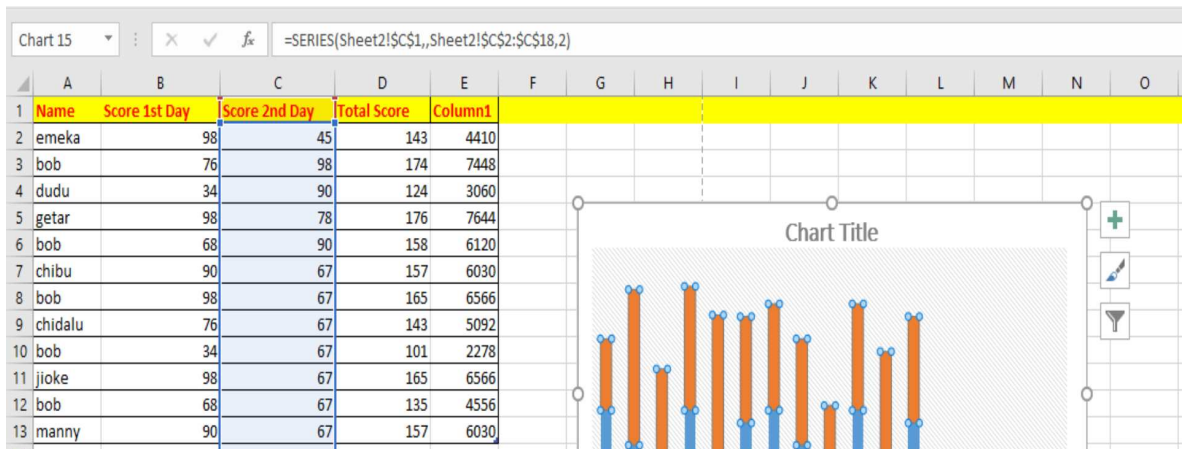 Chart 15 =SERIES(Sheet2!$C$1,,Sheet2!$C$2:$C$18,2)
A B C D E F G H I J K L M N O
1 Name Score 1st Day Score 2nd Day Total Score Column1
2 emeka 98 45 143 4410
3 bob 76 98 174 7448
4 dudu 34 90 124 3060
5 getar 98 78 176 7644
6 bob 68 90 158 6120
7 chibu 90 67 157 6030
8 bob 98 67 165 6566
9 chidalu 76 67 143 5092
10 bob 34 67 101 2278
11 jioke 98 67 165 6566
12 bob 68 67 135 4556
13 manny 90 67 157 6030
Chart Title